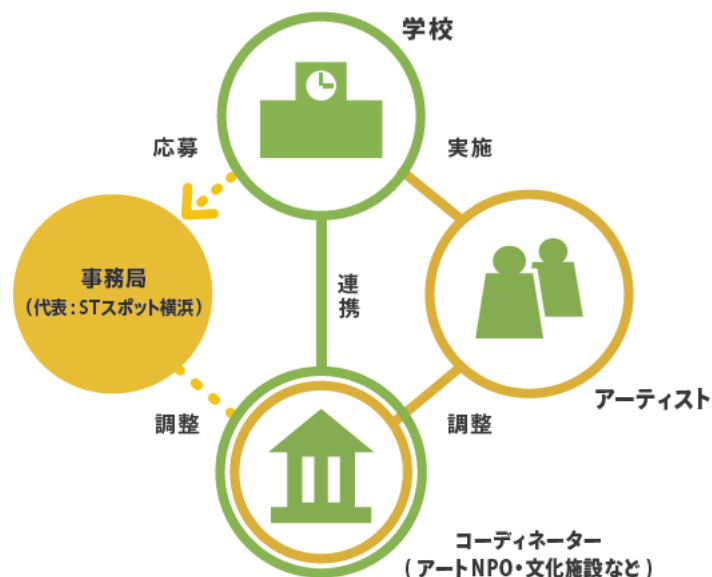 学校
応募
実施
事務局
(代表:STスポット横浜)
連携
アーティスト
調整
調整
コーディネーター
(アートNPO・文化施設など)